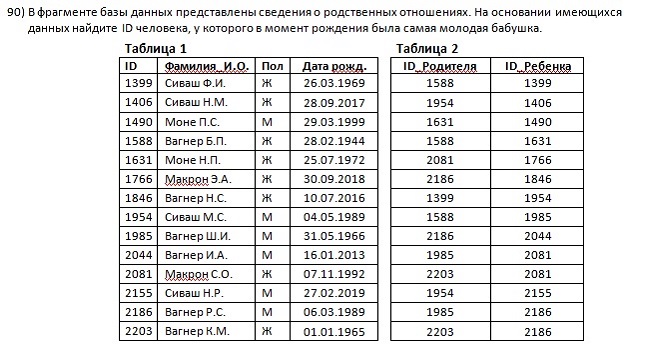 90) В фрагменте базы данных представлены сведения о родственных отношениях. На основании имеющихся
данных найдите ID человека, у которого в момент рождения была самая молодая бабушка.
Таблица 1 Таблица 2
ID Фамилия_И.О. Пол Дата рожд. ID_Родителя ID_Ребенка
1399 Сиваш Ф.И. Ж 26.03.1969 1588 1399
1406 Сиваш Н.М. Ж 28.09.2017 1954 1406
1490 Моне П.С. М 29.03.1999 1631 1490
1588 Вагнер Б.П. Ж 28.02.1944 1588 1631
1631 Моне Н.П. Ж 25.07.1972 2081 1766
1766 Макрон Э.А. Ж 30.09.2018 2186 1846
1846 Вагнер Н.С. Ж 10.07.2016 1399 1954
1954 Сиваш М.С. М 04.05.1989 1588 1985
1985 Вагнер Ш.И. М 31.05.1966 2186 2044
2044 Вагнер И.А. М 16.01.2013 1985 2081
2081 Макрон С.О. Ж 07.11.1992 2203 2081
2155 Сиваш Н.Р. М 27.02.2019 1954 2155
2186 Вагнер Р.С. М 06.03.1989 1985 2186
2203 Вагнер К.М. Ж 01.01.1965 2203 2186